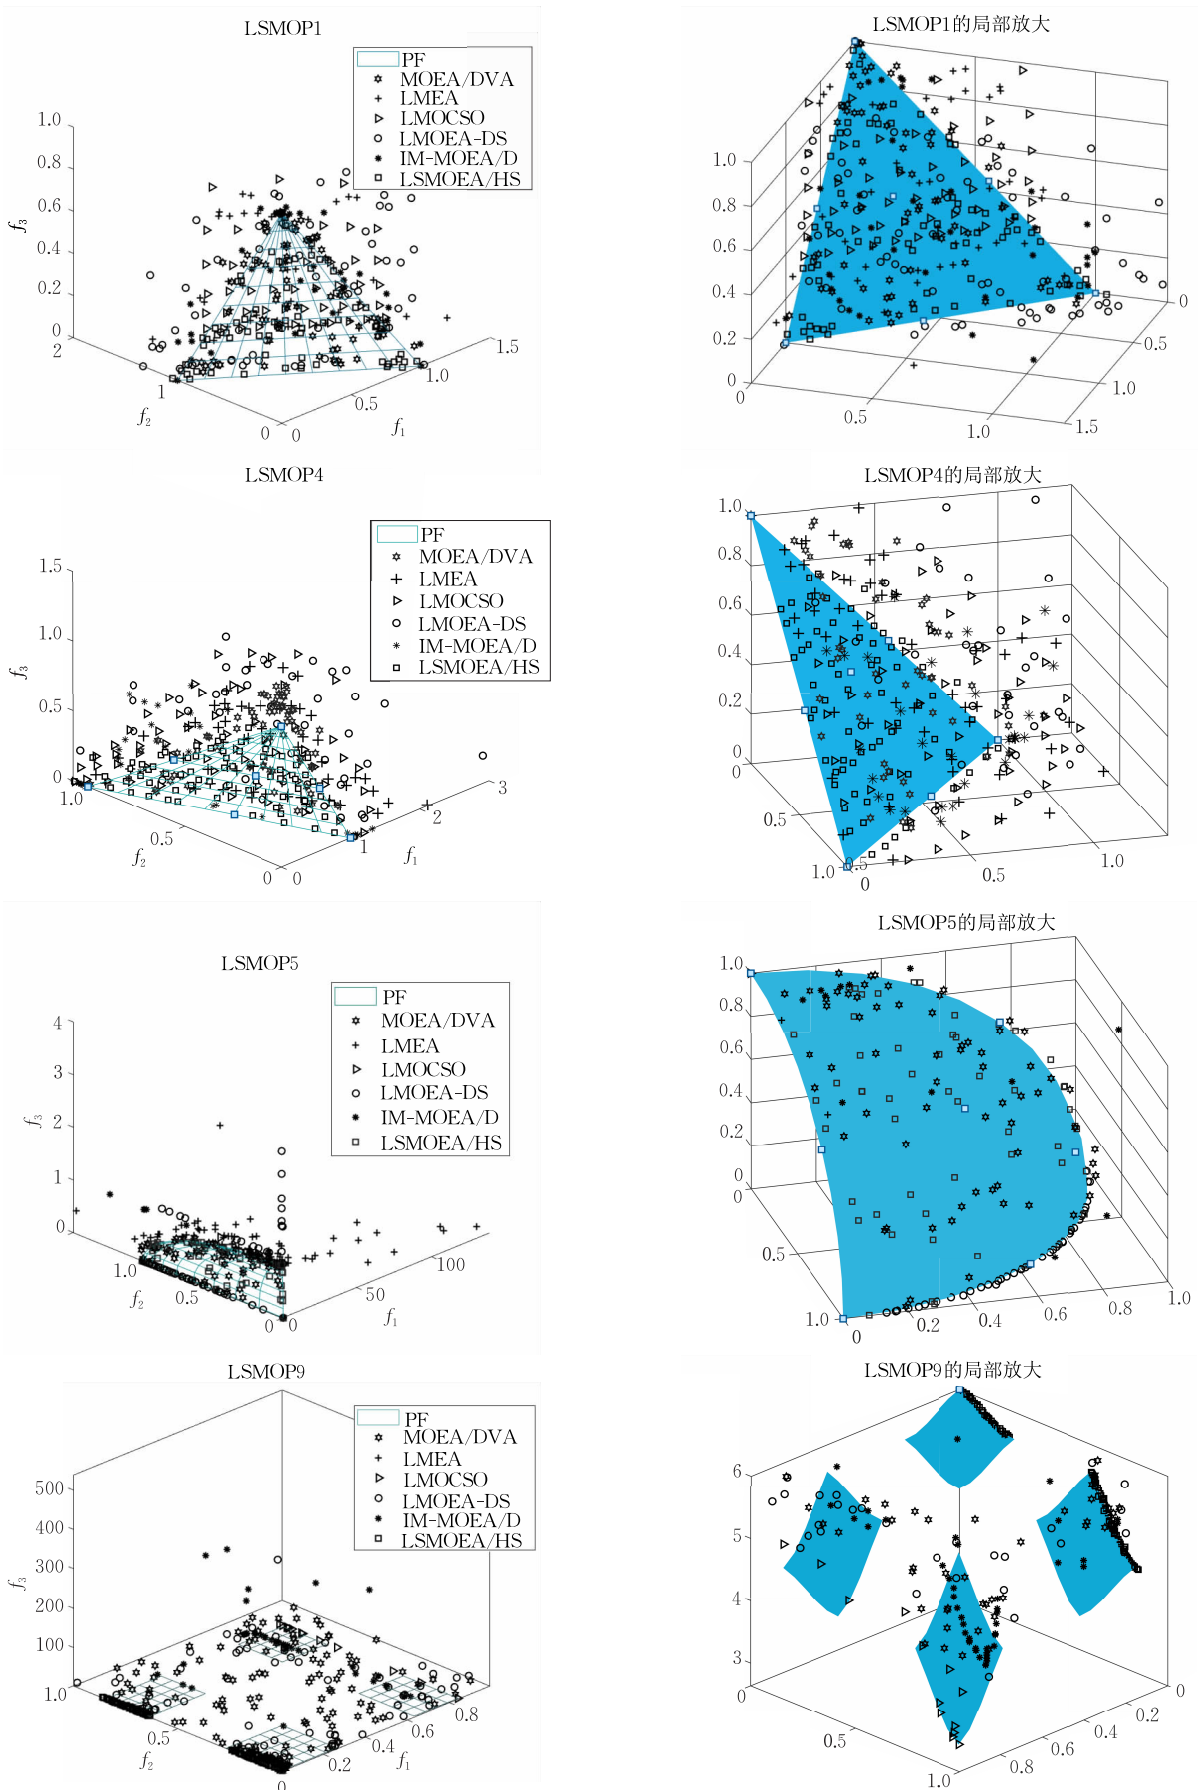 LSMOP1
PF
MOEA/DVA
LMEA
LMOCSO
LMOEA-DS
IM-MOEA/D
LSMOEA/HS
1.0
0.8
0.6
0.4
0.2
0
f3
2
1
0
f2
0
0.5
1.0
1.5
f1
LSMOP1的局部放大
1.0
0.8
0.6
0.4
0.2
0
0
0.5
1.0
1.5
1.0
0.5
0
LSMOP4
PF
MOEA/DVA
LMEA
LMOCSO
LMOEA-DS
IM-MOEA/D
LSMOEA/HS
1.5
1.0
0.5
0
f3
1.0
0.5
0
f2
0
1
2
3
f1
LSMOP4的局部放大
1.0
0.8
0.6
0.4
0.2
0
0
0.5
1.0
0
0.5
1.0
LSMOP5
PF
MOEA/DVA
LMEA
LMOCSO
LMOEA-DS
IM-MOEA/D
LSMOEA/HS
4
3
2
1
0
f3
1.0
0.5
0
f2
0
50
100
f1
LSMOP5的局部放大
1.0
0.8
0.6
0.4
0.2
0
0
0.5
1.0
0
0.2
0.4
0.6
0.8
1.0
LSMOP9
PF
MOEA/DVA
LMEA
LMOCSO
LMOEA-DS
IM-MOEA/D
LSMOEA/HS
500
400
300
200
100
f3
1.0
0.5
0
f2
0.2
0.4
0.6
0.8
f1
LSMOP9的局部放大
6
5
4
3
0
0.5
1.0
0.8
0.6
0.4
0.2
0